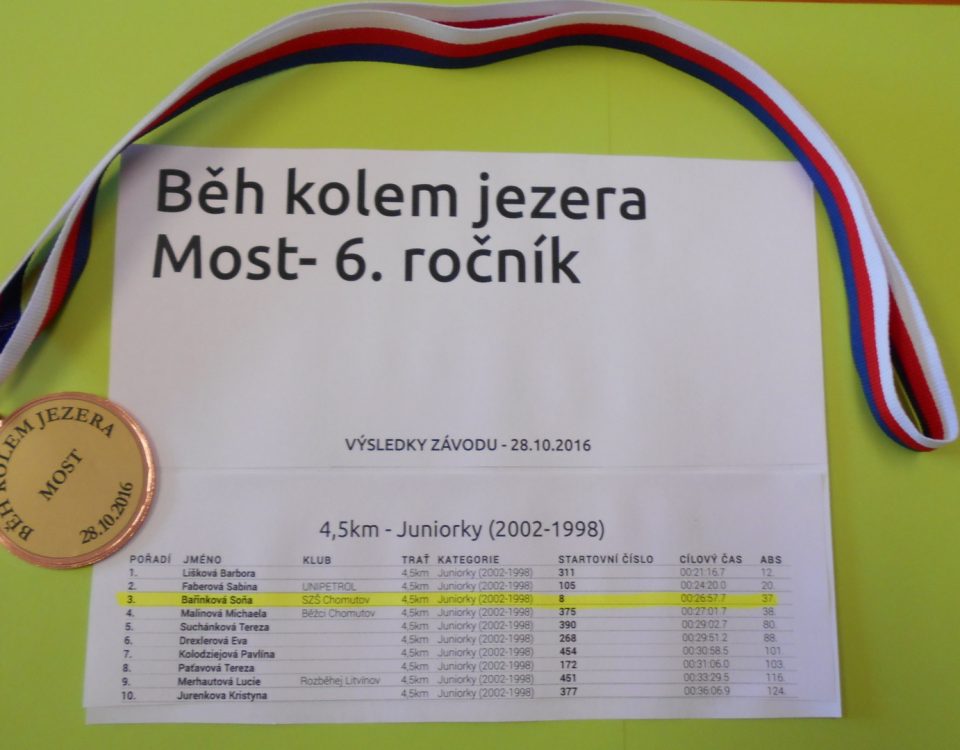 Běh kolem jezera
Most- 6. ročník
VÝSLEDKY ZÁVODU - 28.10.2016
BĚH KOLEM JEZERA
MOST
28.10.2016
4,5km - Juniorky (2002-1998)
POŘADÍ JMÉNO KLUB TRAŤ KATEGORIE STARTOVNÍ ČÍSLO CÍLOVÝ ČAS ABS
1. Lišková Barbora 4,5km Juniorky (2002-1998) 311 00:21:16.7 12.
2. Faberová Sabina UNIPETROL 4,5km Juniorky (2002-1998) 105 00:24:20.0 20.
3. Bařinková Soňa SZŠ Chomutov 4,5km Juniorky (2002-1998) 8 00:26:57.7 37.
4. Malinová Michaela Běžci Chomutov 4,5km Juniorky (2002-1998) 375 00:27:01.7 38.
5. Suchánková Tereza 4,5km Juniorky (2002-1998) 390 00:29:02.7 80.
6. Drexlerová Eva 4,5km Juniorky (2002-1998) 268 00:29:51.2 88.
7. Kolodziejová Pavlína 4,5km Juniorky (2002-1998) 454 00:30:58.5 101.
8. Paťavová Tereza 4,5km Juniorky (2002-1998) 172 00:31:06.0 103.
9. Merhautová Lucie Rozběhej Litvínov 4,5km Juniorky (2002-1998) 451 00:33:29.5 116.
10. Jurenkova Kristyna 4,5km Juniorky (2002-1998) 377 00:36:06.9 124.